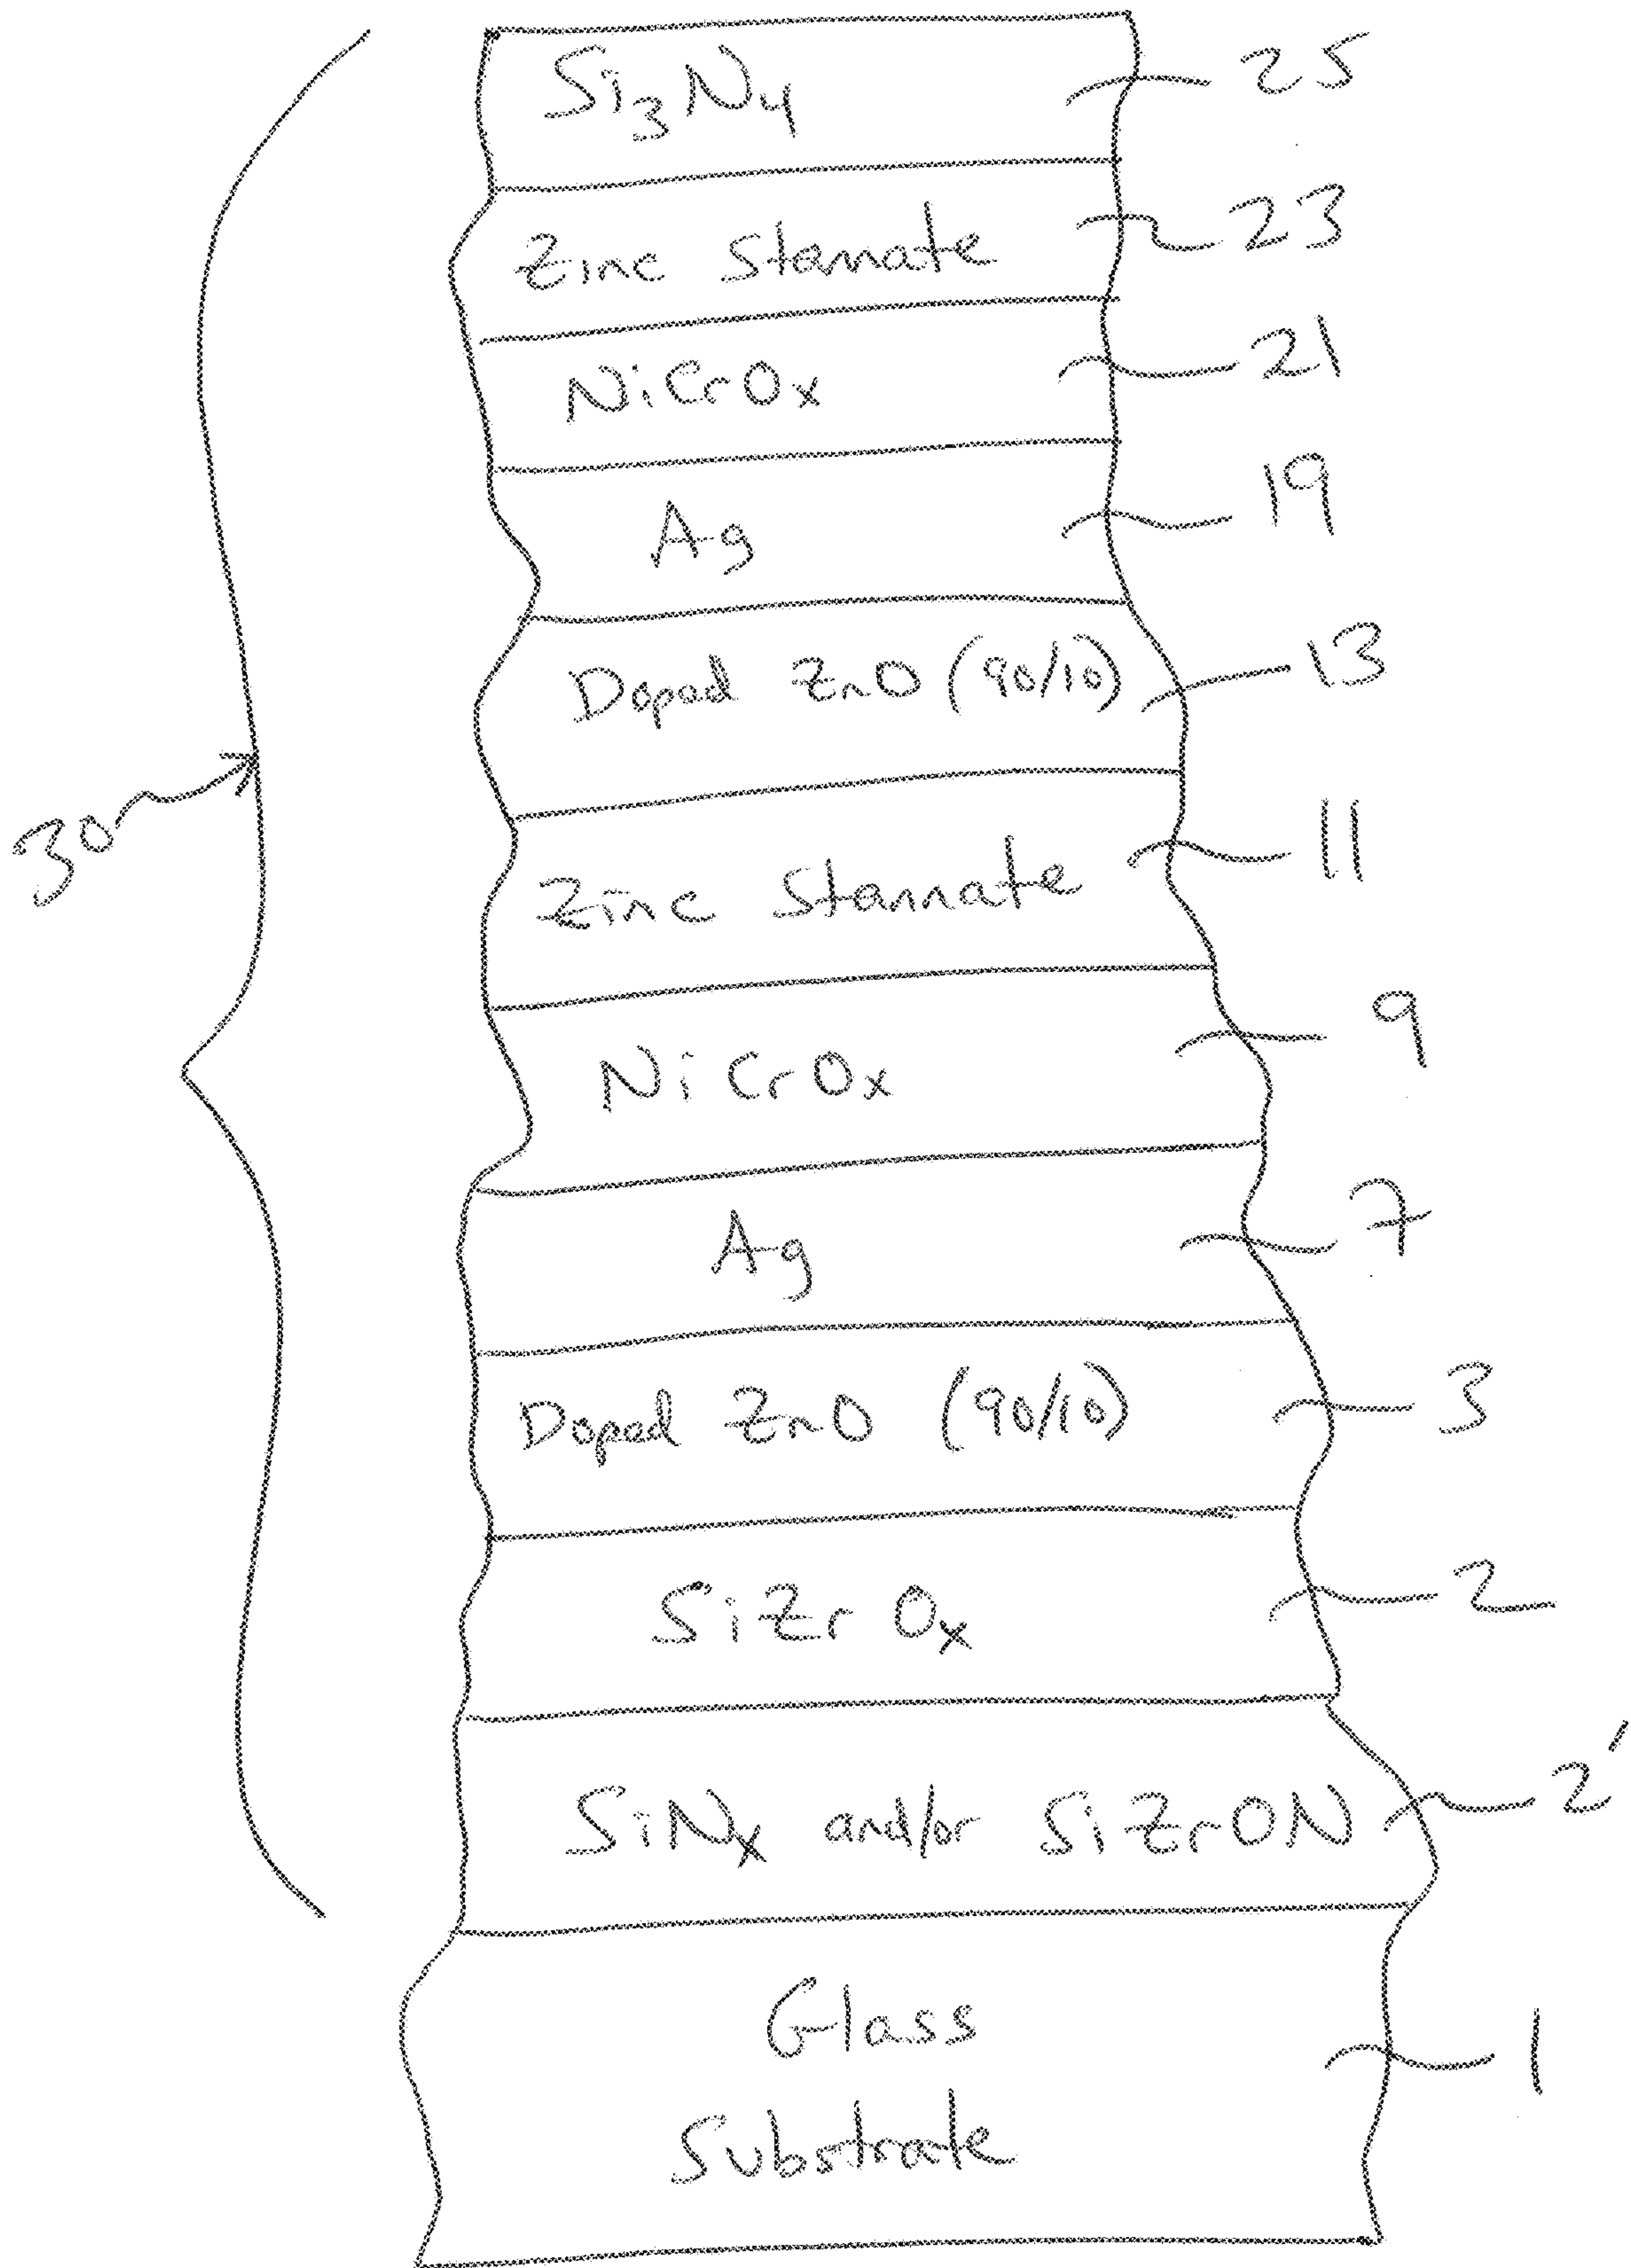 Si3N4 25
Zinc Stannate 23
NiCrOx 21
Ag 19
Doped ZnO (90/10) 13
30
Zinc Stannate 11
NiCrOx 9
Ag 7
Doped ZnO (90/10) 3
SiZrOx 2
SiNx and/or SiZrON 2'
Glass
Substrate
1